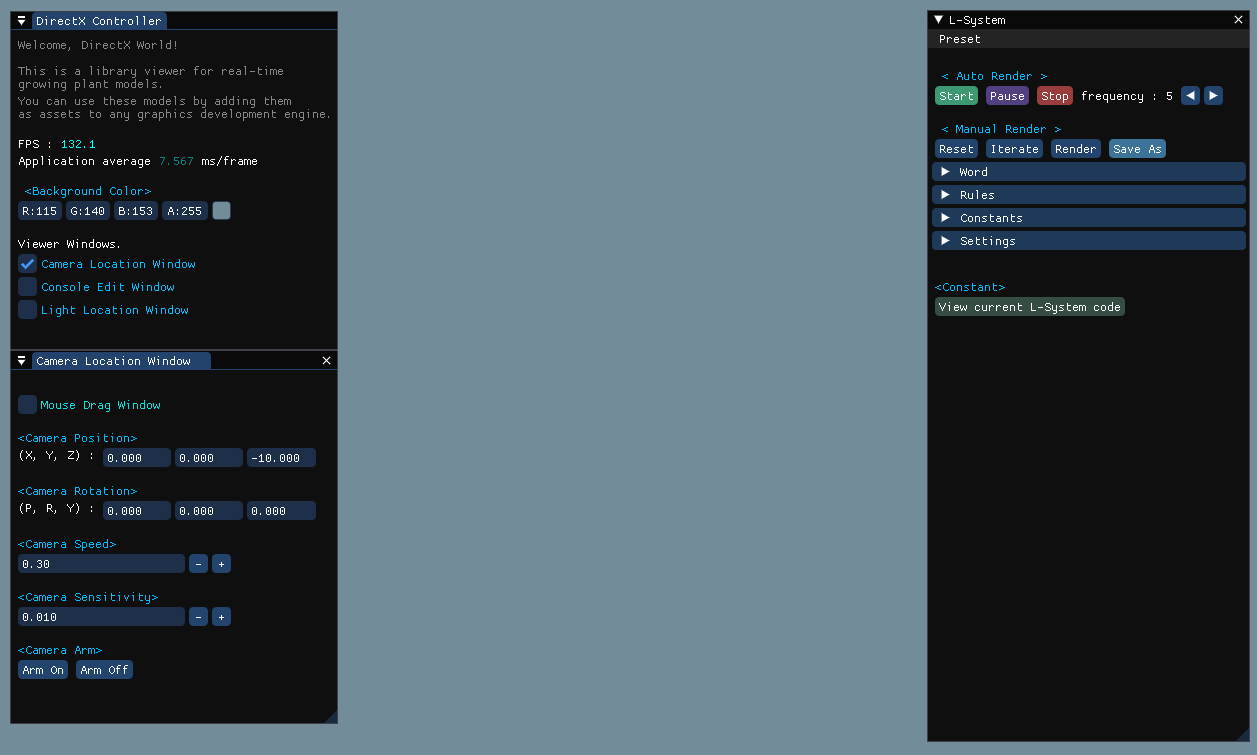 DirectX Controller
Welcome, DirectX World!
This is a library viewer for real-time
growing plant models.
You can use these models by adding them
as assets to any graphics development engine.
FPS : 132.1
Application average 7.567 ms/frame
<Background Color>
R:115 G:140 B:153 A:255
Viewer Windows.
Camera Location Window
Console Edit Window
Light Location Window
Camera Location Window
Mouse Drag Window
<Camera Position>
(X, Y, Z) : 0.000 0.000 -10.000
<Camera Rotation>
(P, R, Y) : 0.000 0.000 0.000
<Camera Speed>
0.30 - +
<Camera Sensitivity>
0.010 - +
<Camera Arm>
Arm On Arm Off
L-System
Preset
< Auto Render >
Start Pause Stop frequency : 5
< Manual Render >
Reset Iterate Render Save As
Word
Rules
Constants
Settings
<Constant>
View current L-System code